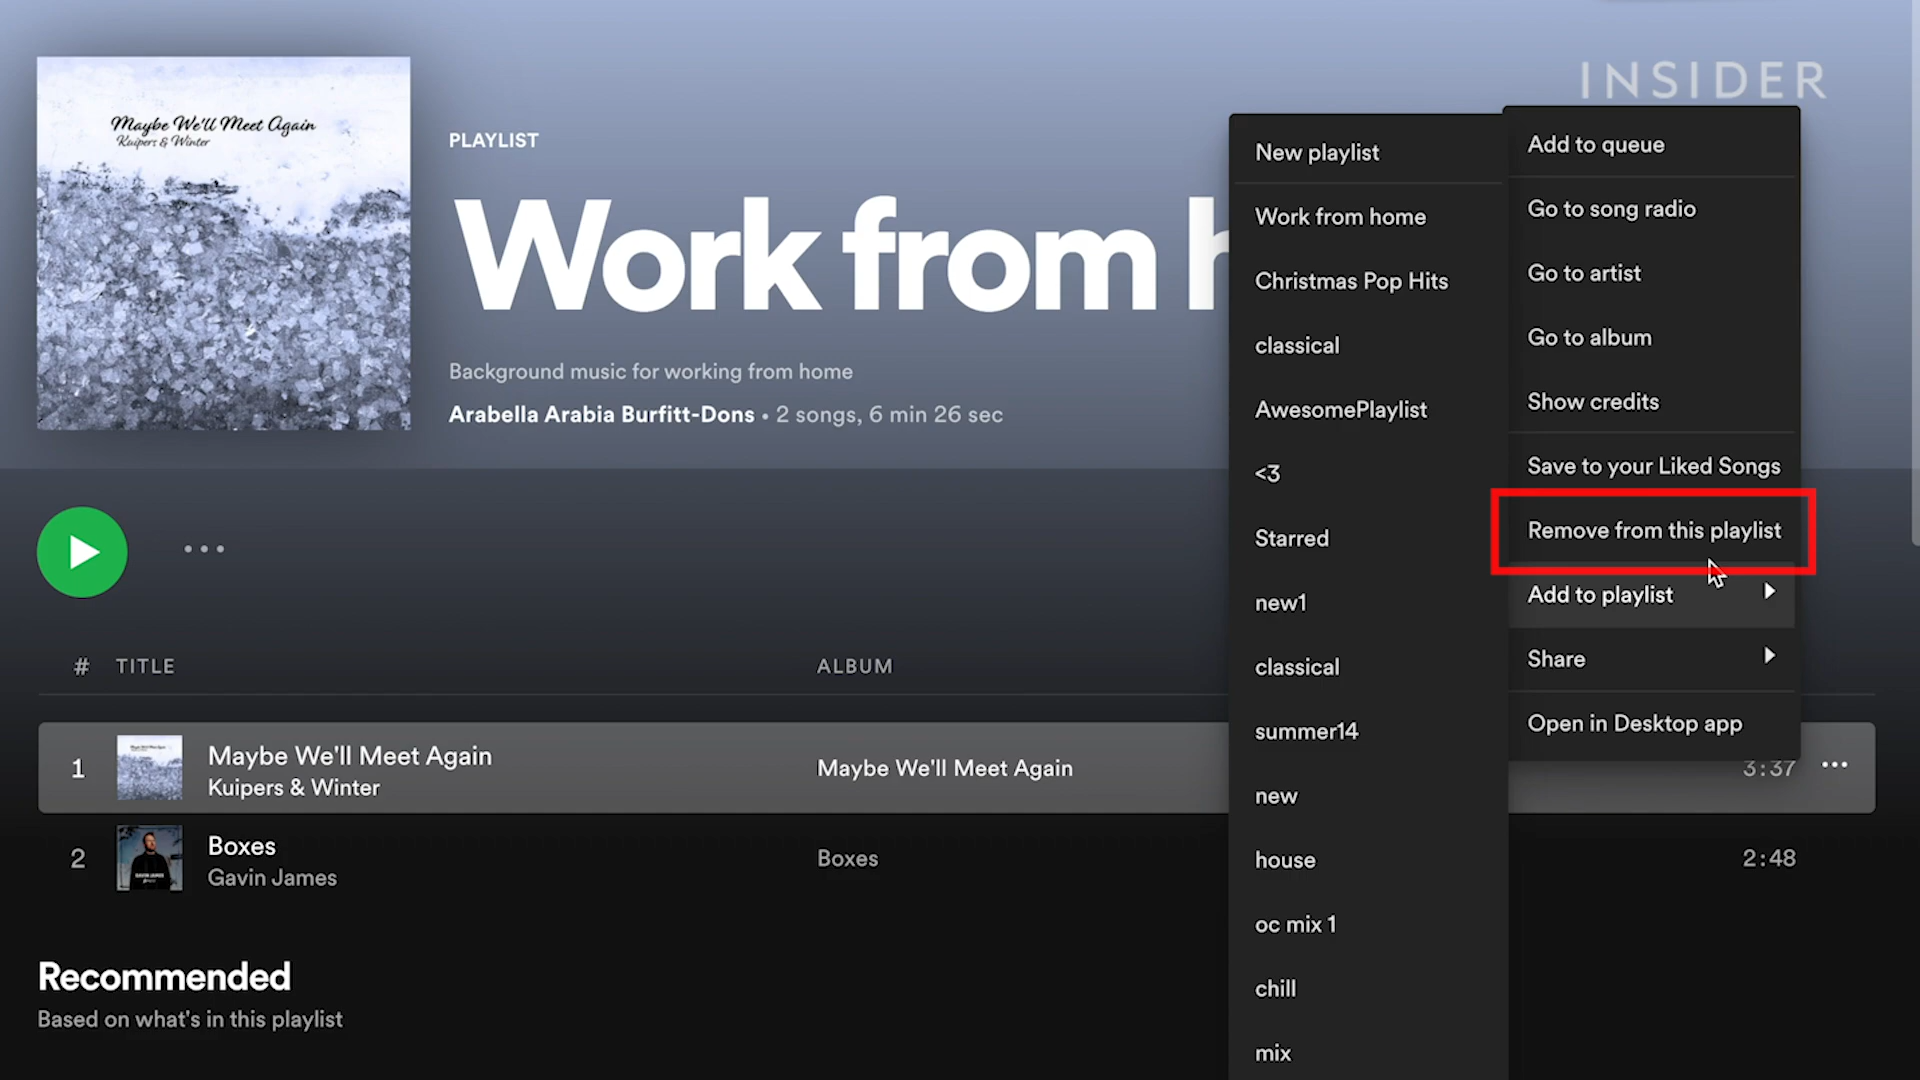 INSIDER
Maybe We'll Meet Again
Kuipers & Winter
PLAYLIST
Work from h
Background music for working from home
Arabella Arabia Burfitt-Dons • 2 songs, 6 min 26 sec
New playlist
Work from home
Christmas Pop Hits
classical
AwesomePlaylist
<3
Starred
new1
classical
summer14
new
house
oc mix 1
chill
mix
Add to queue
Go to song radio
Go to artist
Go to album
Show credits
Save to your Liked Songs
Remove from this playlist
Add to playlist
Share
Open in Desktop app
# TITLE ALBUM
1 Maybe We'll Meet Again Maybe We'll Meet Again 3:37
Kuipers & Winter
2 Boxes Boxes 2:48
Gavin James
Recommended
Based on what's in this playlist